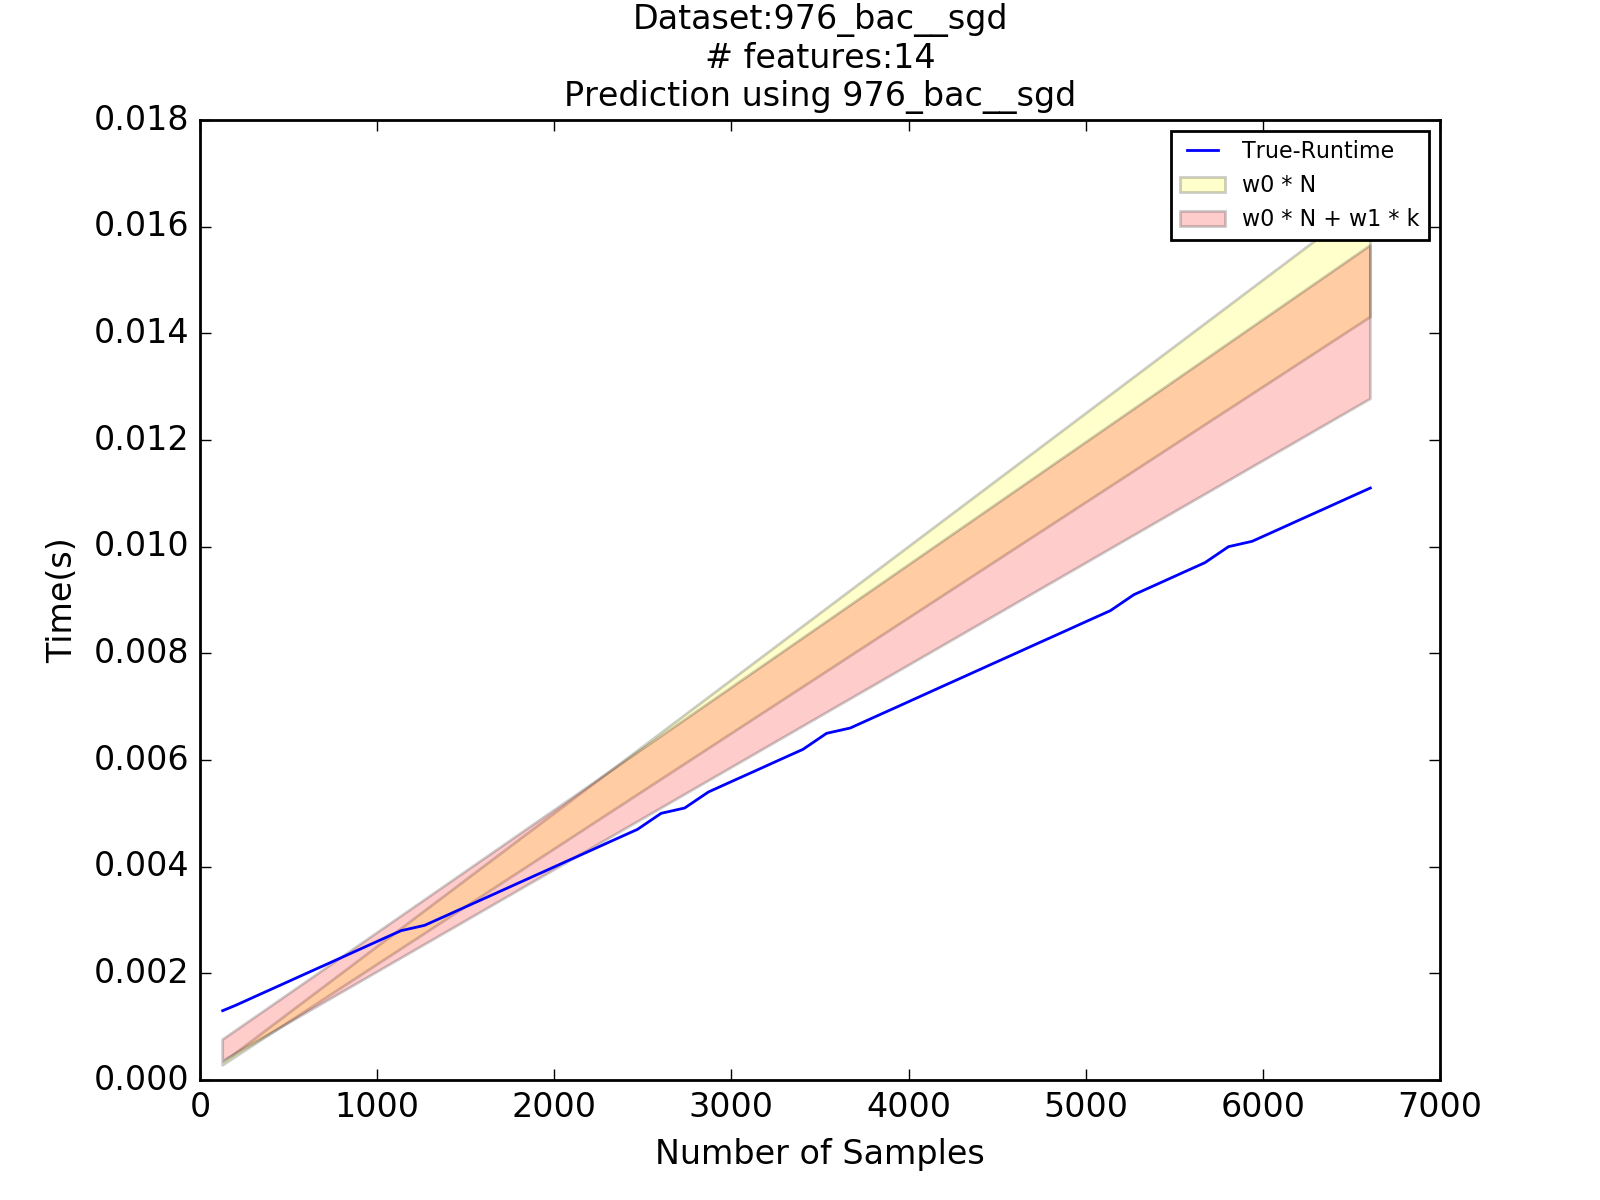 Dataset:976_bac__sgd
# features:14
Prediction using 976_bac__sgd
0.018
0.016
0.014
0.012
0.010
0.008
0.006
0.004
0.002
0.000
Time(s)
True-Runtime
w0 * N
w0 * N + w1 * k
0 1000 2000 3000 4000 5000 6000 7000
Number of Samples